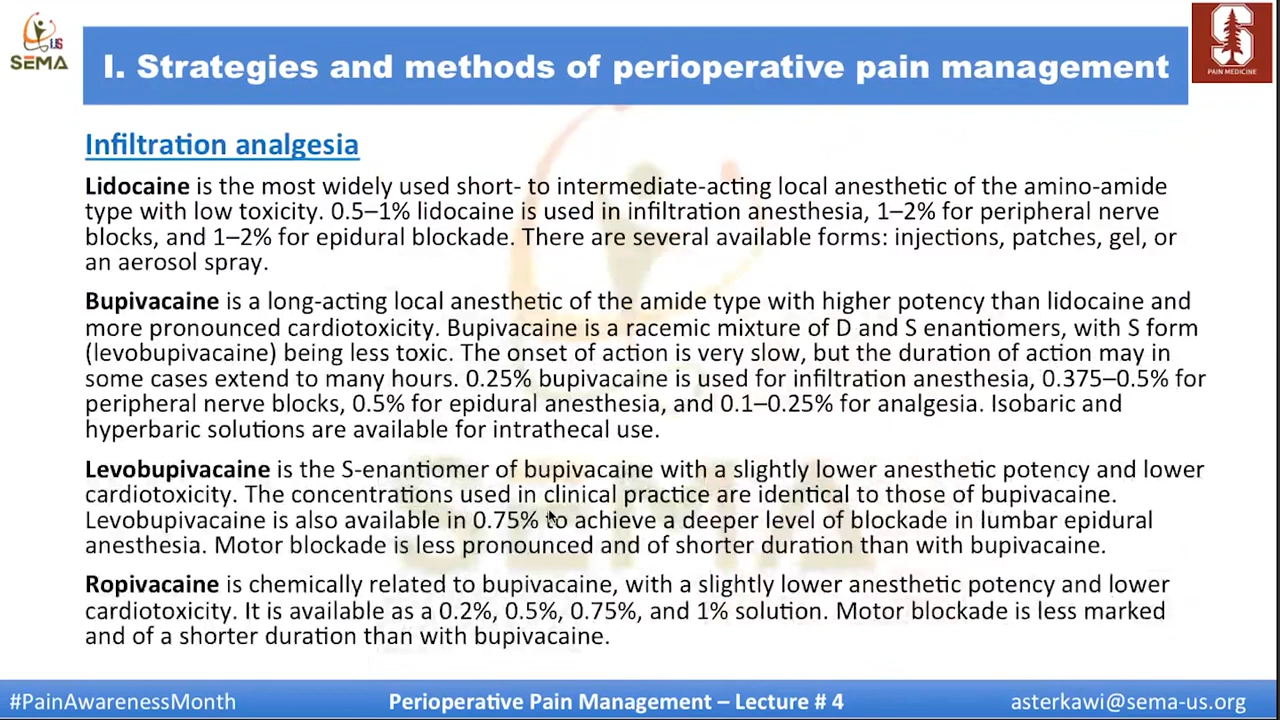 US
SEMA
I. Strategies and methods of perioperative pain management
S
PAIN MEDICINE
Infiltration analgesia
Lidocaine is the most widely used short- to intermediate-acting local anesthetic of the amino-amide
type with low toxicity. 0.5–1% lidocaine is used in infiltration anesthesia, 1–2% for peripheral nerve
blocks, and 1–2% for epidural blockade. There are several available forms: injections, patches, gel, or
an aerosol spray.
Bupivacaine is a long-acting local anesthetic of the amide type with higher potency than lidocaine and
more pronounced cardiotoxicity. Bupivacaine is a racemic mixture of D and S enantiomers, with S form
(levobupivacaine) being less toxic. The onset of action is very slow, but the duration of action may in
some cases extend to many hours. 0.25% bupivacaine is used for infiltration anesthesia, 0.375–0.5% for
peripheral nerve blocks, 0.5% for epidural anesthesia, and 0.1–0.25% for analgesia. Isobaric and
hyperbaric solutions are available for intrathecal use.
Levobupivacaine is the S-enantiomer of bupivacaine with a slightly lower anesthetic potency and lower
cardiotoxicity. The concentrations used in clinical practice are identical to those of bupivacaine.
Levobupivacaine is also available in 0.75% to achieve a deeper level of blockade in lumbar epidural
anesthesia. Motor blockade is less pronounced and of shorter duration than with bupivacaine.
Ropivacaine is chemically related to bupivacaine, with a slightly lower anesthetic potency and lower
cardiotoxicity. It is available as a 0.2%, 0.5%, 0.75%, and 1% solution. Motor blockade is less marked
and of a shorter duration than with bupivacaine.
SEMA
#PainAwarenessMonth
Perioperative Pain Management – Lecture # 4
asterkawi@sema-us.org